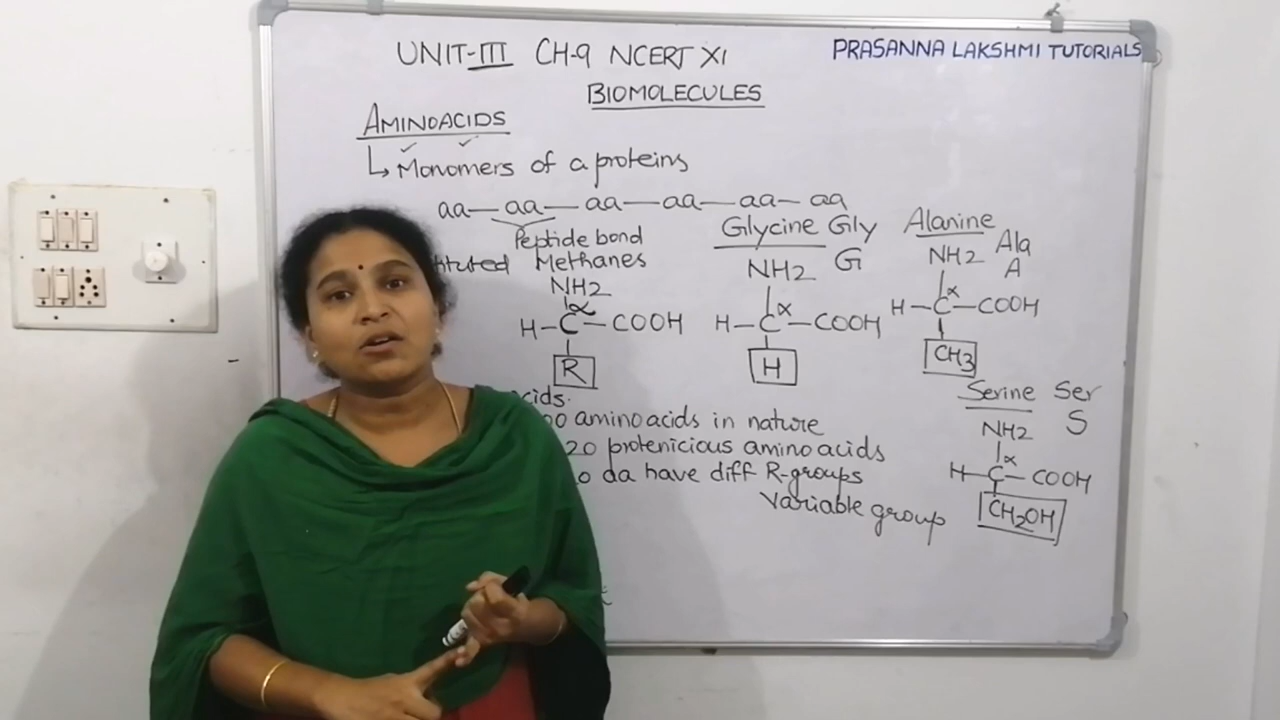 UNIT-III CH-9 NCERT XI
PRASANNA LAKSHMI TUTORIALS
BIOMOLECULES
AMINOACIDS
Monomers of a proteins
aa—aa—aa—aa—aa—aa
Peptide bond
Methanes
NH2
α
H-C-COOH
R
Glycine Gly
G
NH2
α
H-C-COOH
H
Alanine
Ala
A
NH2
α
H-C-COOH
CH3
amino acids in nature
20 protenicious amino acids
have diff R-groups
Variable group
Serine Ser
S
NH2
α
H-C-COOH
CH2OH